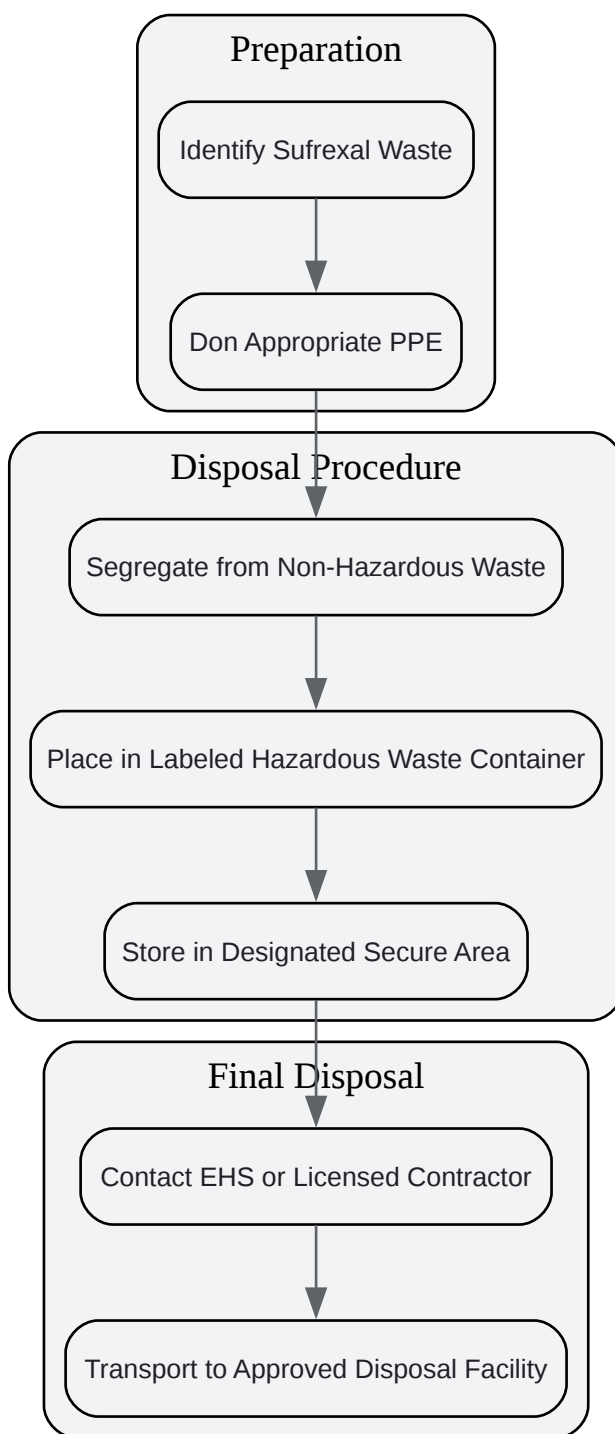 Preparation
Identify Sufrexal Waste
Don Appropriate PPE
Disposal Procedure
Segregate from Non-Hazardous Waste
Place in Labeled Hazardous Waste Container
Store in Designated Secure Area
Final Disposal
Contact EHS or Licensed Contractor
Transport to Approved Disposal Facility